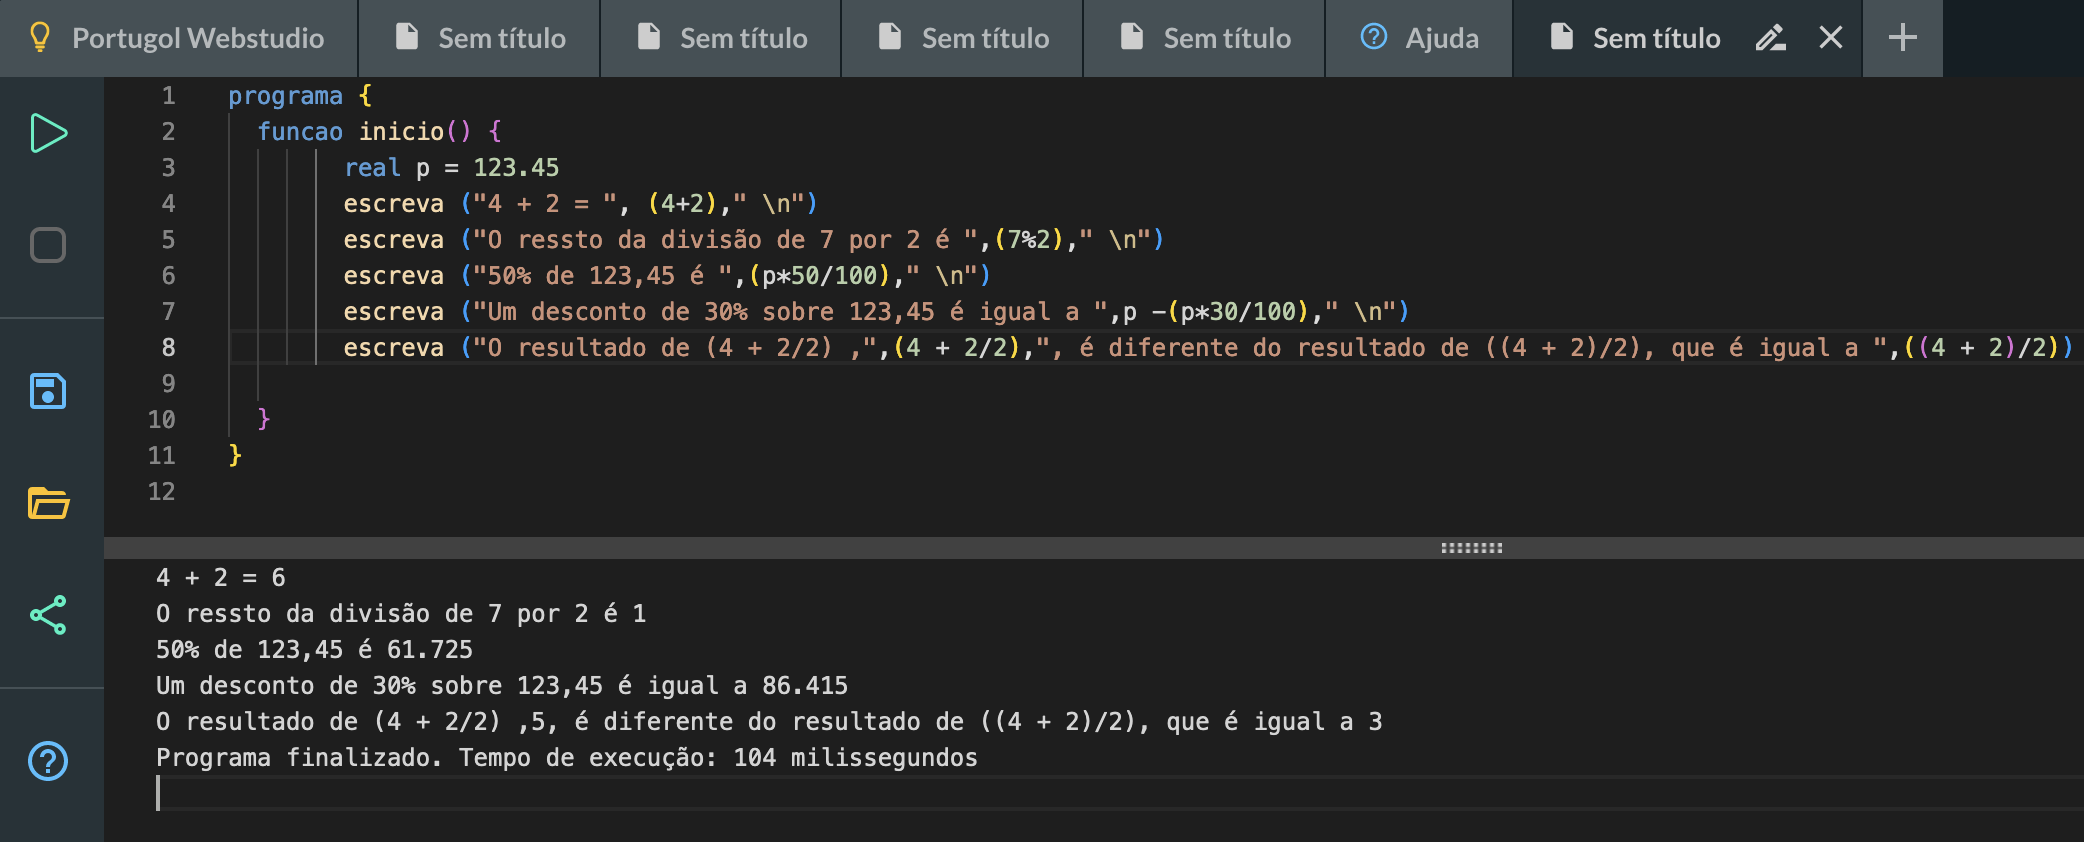 Portugol Webstudio Sem título Sem título Sem título Sem título Ajuda Sem título
1 programa {
2 funcao inicio() {
3 real p = 123.45
4 escreva ("4 + 2 = ", (4+2)," \n")
5 escreva ("O ressto da divisão de 7 por 2 é ",(7%2)," \n")
6 escreva ("50% de 123,45 é ",(p*50/100)," \n")
7 escreva ("Um desconto de 30% sobre 123,45 é igual a ",p -(p*30/100)," \n")
8 escreva ("O resultado de (4 + 2/2) ,",(4 + 2/2),", é diferente do resultado de ((4 + 2)/2), que é igual a ",((4 + 2)/2))
9
10 }
11 }
12
4 + 2 = 6
O ressto da divisão de 7 por 2 é 1
50% de 123,45 é 61.725
Um desconto de 30% sobre 123,45 é igual a 86.415
O resultado de (4 + 2/2) ,5, é diferente do resultado de ((4 + 2)/2), que é igual a 3
Programa finalizado. Tempo de execução: 104 milissegundos